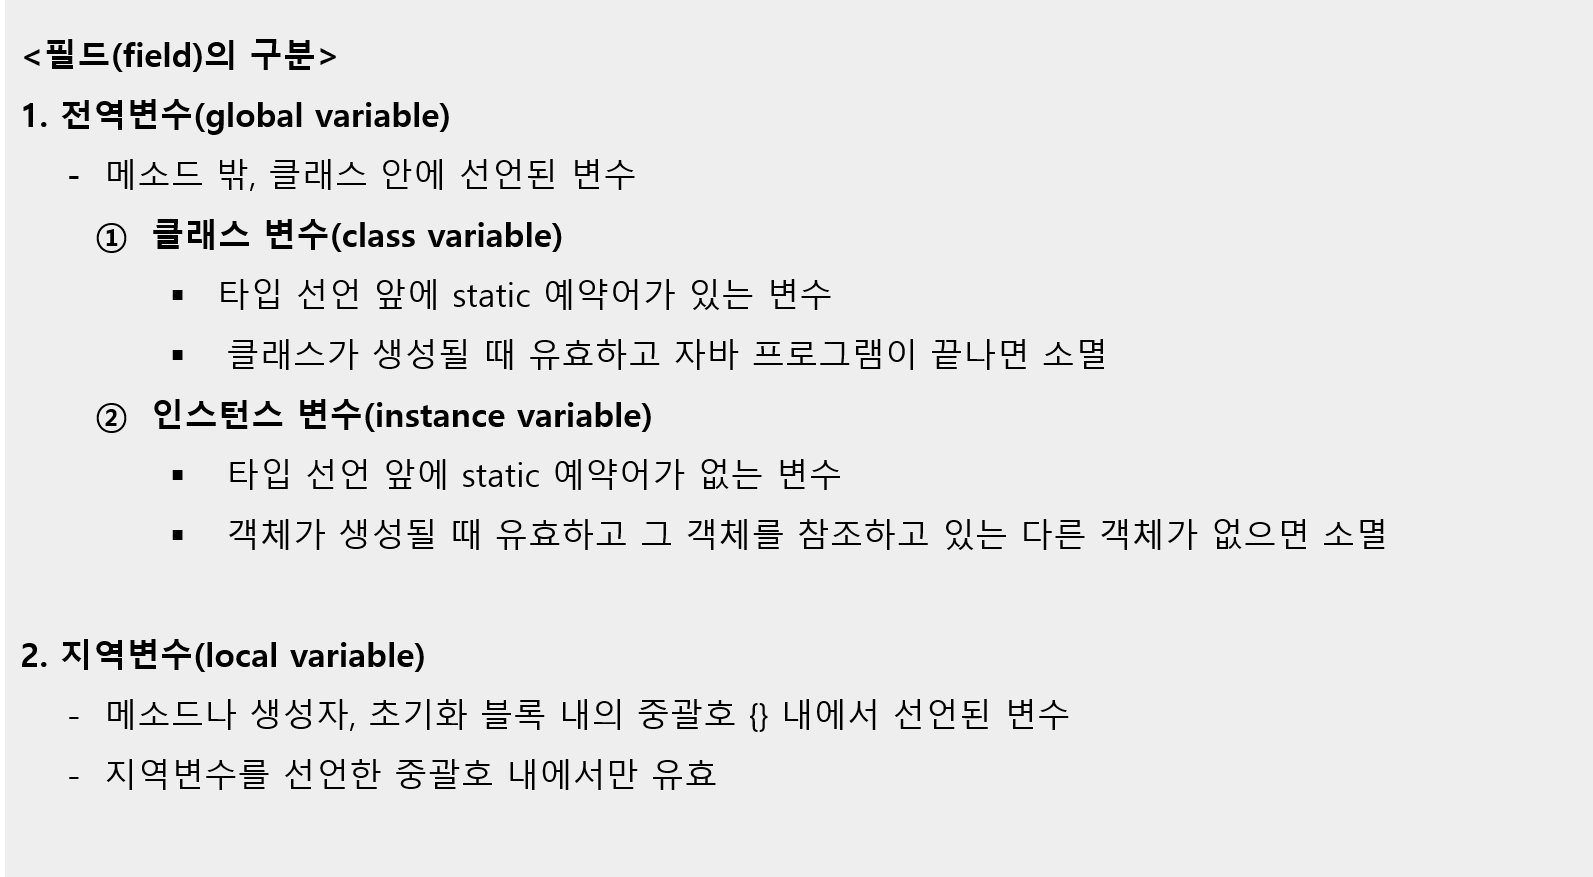 <필드(field)의 구분>
1. 전역변수(global variable)
- 메소드 밖, 클래스 안에 선언된 변수
① 클래스 변수(class variable)
▪ 타입 선언 앞에 static 예약어가 있는 변수
▪ 클래스가 생성될 때 유효하고 자바 프로그램이 끝나면 소멸
② 인스턴스 변수(instance variable)
▪ 타입 선언 앞에 static 예약어가 없는 변수
▪ 객체가 생성될 때 유효하고 그 객체를 참조하고 있는 다른 객체가 없으면 소멸
2. 지역변수(local variable)
- 메소드나 생성자, 초기화 블록 내의 중괄호 {} 내에서 선언된 변수
- 지역변수를 선언한 중괄호 내에서만 유효